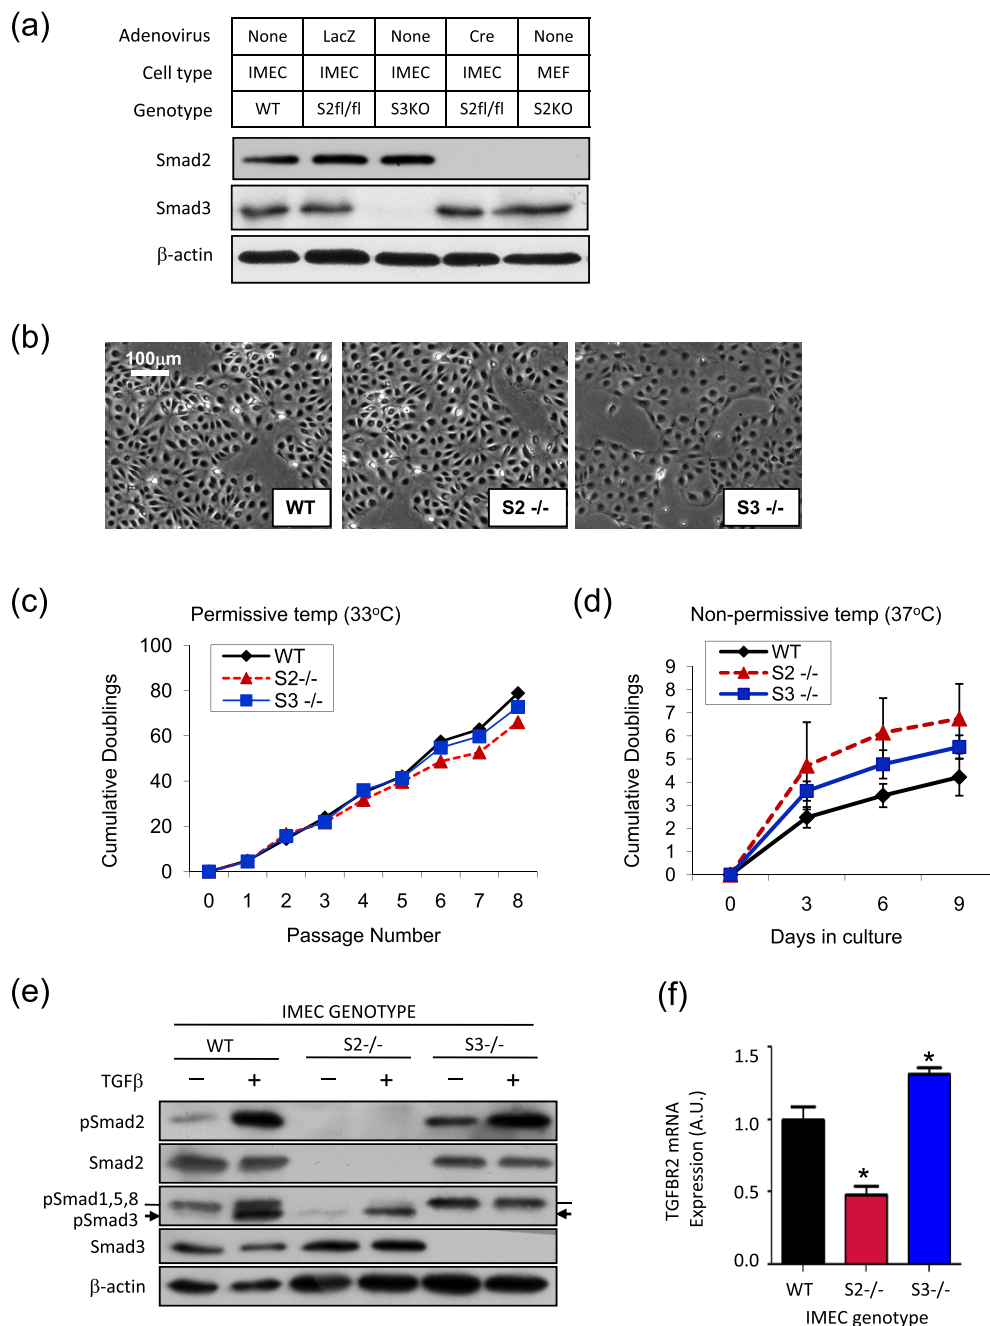 (a)
Adenovirus None LacZ None Cre None
Cell type IMEC IMEC IMEC IMEC MEF
Genotype WT S2fl/fl S3KO S2fl/fl S2KO
Smad2
Smad3
β-actin
(b)
100μm
WT
S2 -/-
S3 -/-
(c)
Permissive temp (33°C)
WT
S2-/-
S3 -/-
Cumulative Doublings
100
80
60
40
20
0
0 1 2 3 4 5 6 7 8
Passage Number
(d)
Non-permissive temp (37°C)
WT
S2 -/-
S3 -/-
Cumulative Doublings
9
8
7
6
5
4
3
2
1
0
0 3 6 9
Days in culture
(e)
IMEC GENOTYPE
WT S2-/- S3-/-
TGFβ – + – + – +
pSmad2
Smad2
pSmad1,5,8
pSmad3
Smad3
β-actin
(f)
TGFBR2 mRNA
Expression (A.U.)
1.5
1.0
0.5
0.0
* *
WT S2-/- S3-/-
IMEC genotype